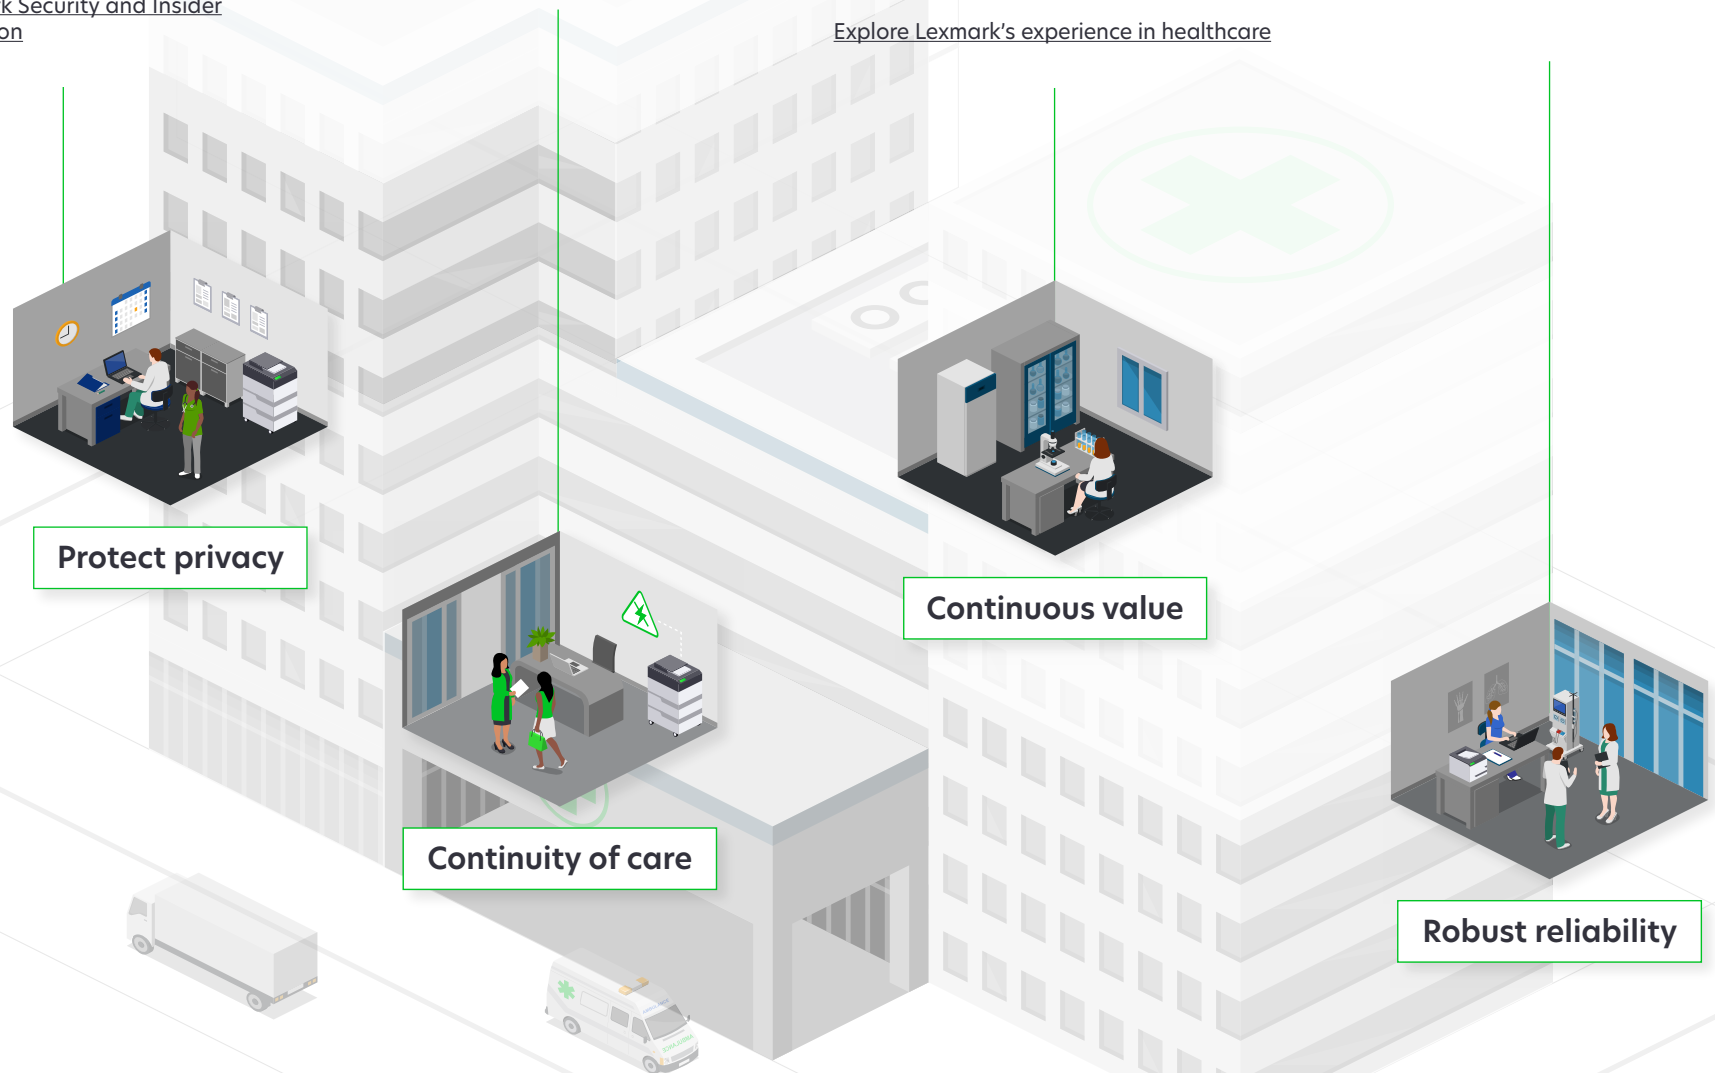 k Security and Insider
on
Explore Lexmark's experience in healthcare
Protect privacy
Continuous value
Continuity of care
Robust reliability